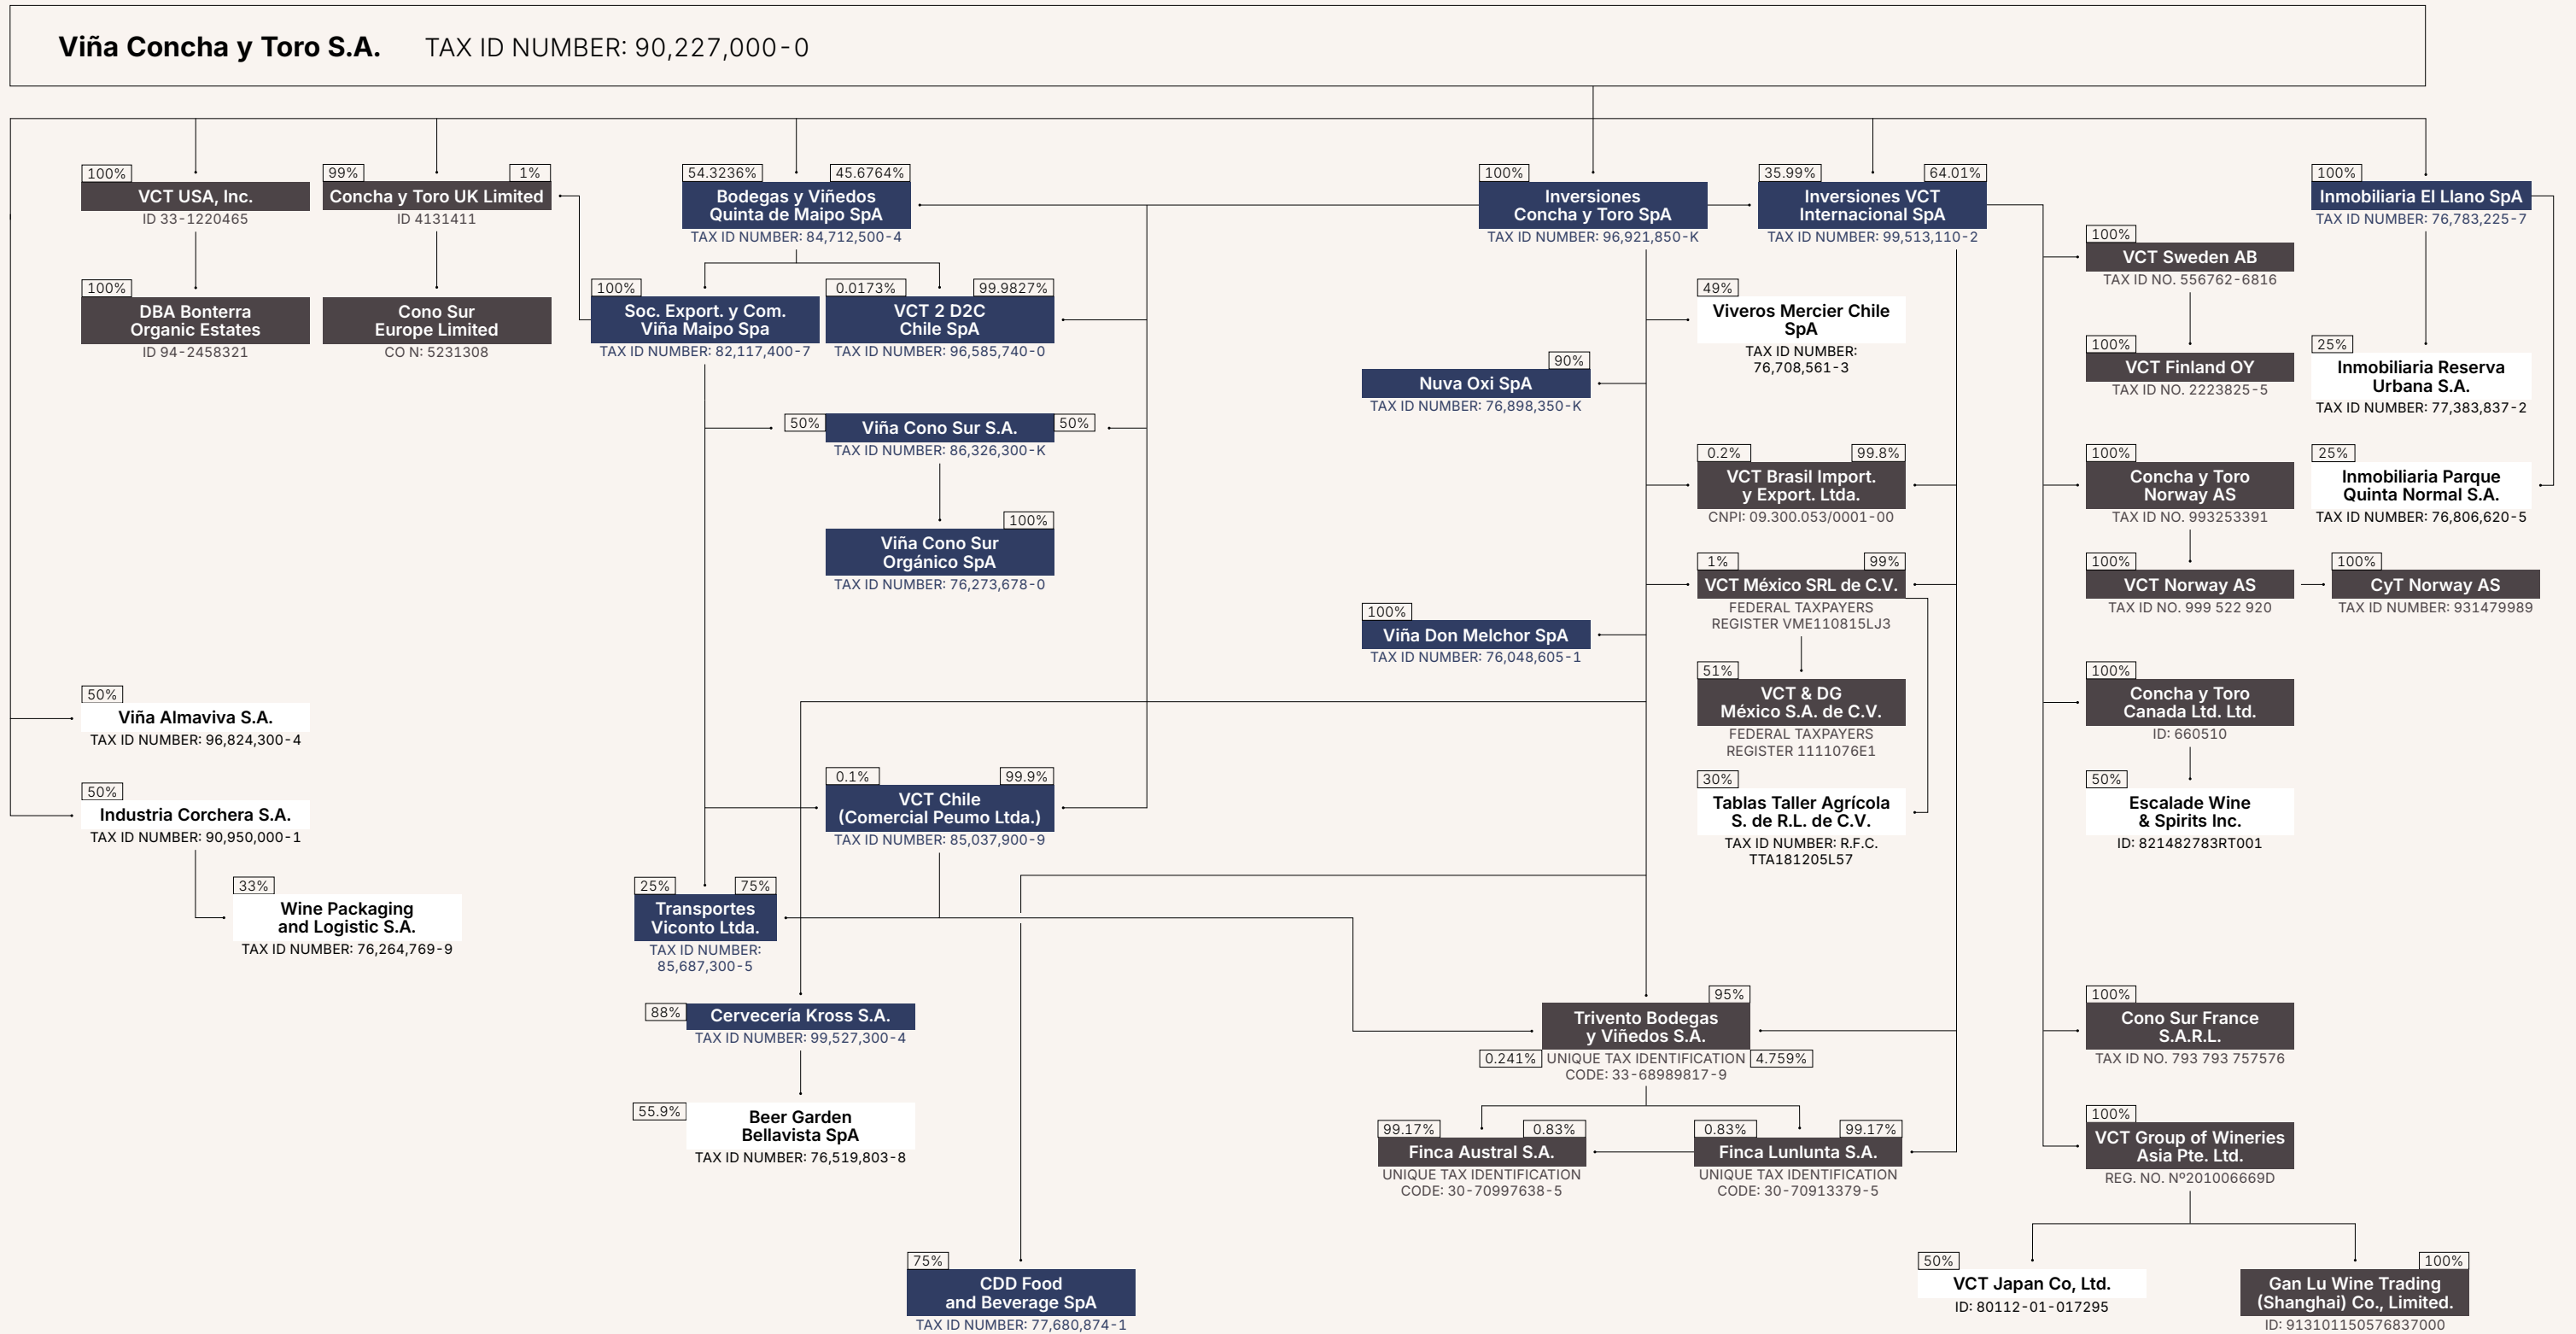 Viña Concha y Toro S.A. TAX ID NUMBER: 90,227,000-0
100%
VCT USA, Inc.
ID 33-1220465
100%
DBA Bonterra
Organic Estates
ID 94-2458321
99% 1%
Concha y Toro UK Limited
ID 4131411
Cono Sur
Europe Limited
CO N: 5231308
54.3236% 45.6764%
Bodegas y Viñedos
Quinta de Maipo SpA
TAX ID NUMBER: 84,712,500-4
100%
Soc. Export. y Com.
Viña Maipo Spa
TAX ID NUMBER: 82,117,400-7
0.0173% 99.9827%
VCT 2 D2C
Chile SpA
TAX ID NUMBER: 96,585,740-0
50% Viña Cono Sur S.A. 50%
TAX ID NUMBER: 86,326,300-K
100%
Viña Cono Sur
Orgánico SpA
TAX ID NUMBER: 76,273,678-0
50%
Viña Almaviva S.A.
TAX ID NUMBER: 96,824,300-4
50%
Industria Corchera S.A.
TAX ID NUMBER: 90,950,000-1
33%
Wine Packaging
and Logistic S.A.
TAX ID NUMBER: 76,264,769-9
0.1% 99.9%
VCT Chile
(Comercial Peumo Ltda.)
TAX ID NUMBER: 85,037,900-9
25% 75%
Transportes
Viconto Ltda.
TAX ID NUMBER:
85,687,300-5
88% Cervecería Kross S.A.
TAX ID NUMBER: 99,527,300-4
55.9% Beer Garden
Bellavista SpA
TAX ID NUMBER: 76,519,803-8
75%
CDD Food
and Beverage SpA
TAX ID NUMBER: 77,680,874-1
100%
Inversiones
Concha y Toro SpA
TAX ID NUMBER: 96,921,850-K
35.99% 64.01%
Inversiones VCT
Internacional SpA
TAX ID NUMBER: 99,513,110-2
49%
Viveros Mercier Chile
SpA
TAX ID NUMBER:
76,708,561-3
90%
Nuva Oxi SpA
TAX ID NUMBER: 76,898,350-K
0.2% 99.8%
VCT Brasil Import.
y Export. Ltda.
CNPI: 09.300.053/0001-00
1% 99%
VCT México SRL de C.V.
FEDERAL TAXPAYERS
REGISTER VME110815LJ3
100%
Viña Don Melchor SpA
TAX ID NUMBER: 76,048,605-1
51%
VCT & DG
México S.A. de C.V.
FEDERAL TAXPAYERS
REGISTER 1111076E1
30%
Tablas Taller Agrícola
S. de R.L. de C.V.
TAX ID NUMBER: R.F.C.
TTA181205L57
95%
Trivento Bodegas
y Viñedos S.A.
0.241% UNIQUE TAX IDENTIFICATION 4.759%
CODE: 33-68989817-9
99.17% 0.83%
Finca Austral S.A.
UNIQUE TAX IDENTIFICATION
CODE: 30-70997638-5
0.83% 99.17%
Finca Lunlunta S.A.
UNIQUE TAX IDENTIFICATION
CODE: 30-70913379-5
100%
VCT Sweden AB
TAX ID NO. 556762-6816
100%
VCT Finland OY
TAX ID NO. 2223825-5
100%
Concha y Toro
Norway AS
TAX ID NO. 993253391
100%
VCT Norway AS
TAX ID NO. 999 522 920
100%
CyT Norway AS
TAX ID NUMBER: 931479989
100%
Concha y Toro
Canada Ltd. Ltd.
ID: 660510
50%
Escalade Wine
& Spirits Inc.
ID: 821482783RT001
100%
Cono Sur France
S.A.R.L.
TAX ID NO. 793 793 757576
100%
VCT Group of Wineries
Asia Pte. Ltd.
REG. NO. Nº201006669D
50%
VCT Japan Co, Ltd.
ID: 80112-01-017295
100%
Gan Lu Wine Trading
(Shanghai) Co., Limited.
ID: 913101150576837000
100%
Inmobiliaria El Llano SpA
TAX ID NUMBER: 76,783,225-7
25%
Inmobiliaria Reserva
Urbana S.A.
TAX ID NUMBER: 77,383,837-2
25%
Inmobiliaria Parque
Quinta Normal S.A.
TAX ID NUMBER: 76,806,620-5